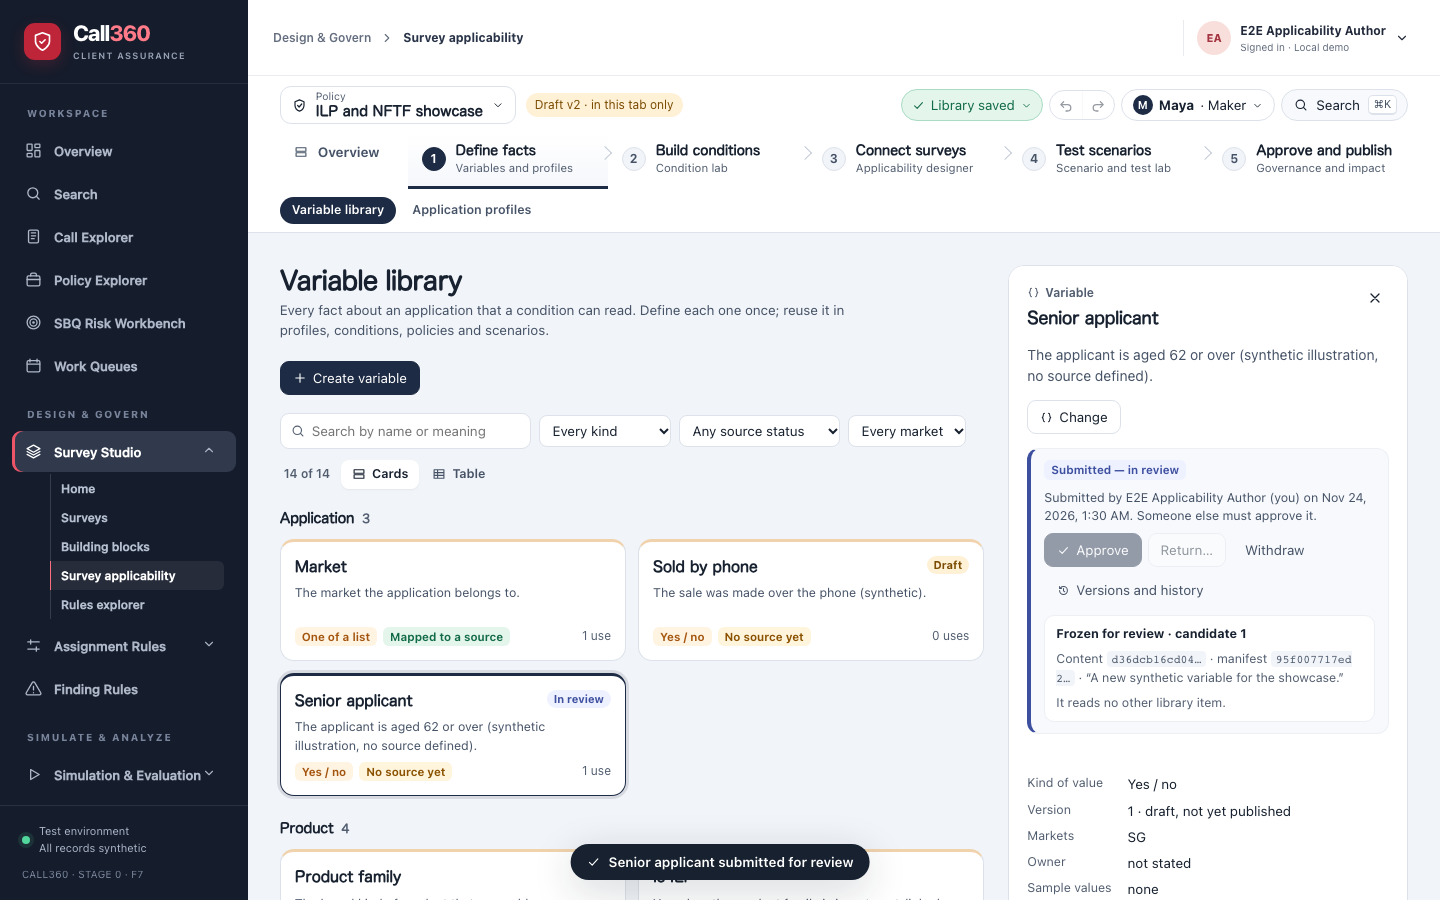 Call360
CLIENT ASSURANCE
WORKSPACE
Overview
Search
Call Explorer
Policy Explorer
SBQ Risk Workbench
Work Queues
DESIGN & GOVERN
Survey Studio
Home
Surveys
Building blocks
Survey applicability
Rules explorer
Assignment Rules
Finding Rules
SIMULATE & ANALYZE
Simulation & Evaluation
Test environment
All records synthetic
CALL360 · STAGE 0 · F7
Design & Govern
Survey applicability
EA
E2E Applicability Author
Signed in · Local demo
Policy
ILP and NFTF showcase
Draft v2 · in this tab only
Library saved
M
Maya · Maker
Search
⌘K
Overview
1
Define facts
Variables and profiles
2
Build conditions
Condition lab
3
Connect surveys
Applicability designer
4
Test scenarios
Scenario and test lab
5
Approve and publish
Governance and impact
Variable library
Application profiles
Variable library
Every fact about an application that a condition can read. Define each one once; reuse it in
profiles, conditions, policies and scenarios.
Create variable
Search by name or meaning
Every kind
Any source status
Every market
14 of 14
Cards
Table
Application 3
Market
The market the application belongs to.
One of a list
Mapped to a source
1 use
Sold by phone
Draft
The sale was made over the phone (synthetic).
Yes / no
No source yet
0 uses
Senior applicant
In review
The applicant is aged 62 or over (synthetic
illustration, no source defined).
Yes / no
No source yet
1 use
Product 4
Product family
Senior applicant submitted for review
Variable
Senior applicant
The applicant is aged 62 or over (synthetic illustration,
no source defined).
Change
Submitted — in review
Submitted by E2E Applicability Author (you) on Nov 24,
2026, 1:30 AM. Someone else must approve it.
Approve
Return…
Withdraw
Versions and history
Frozen for review · candidate 1
Content d36dcb16cd04… · manifest 95f007717ed
2… · “A new synthetic variable for the showcase.”
It reads no other library item.
Kind of value
Yes / no
Version
1 · draft, not yet published
Markets
SG
Owner
not stated
Sample values
none